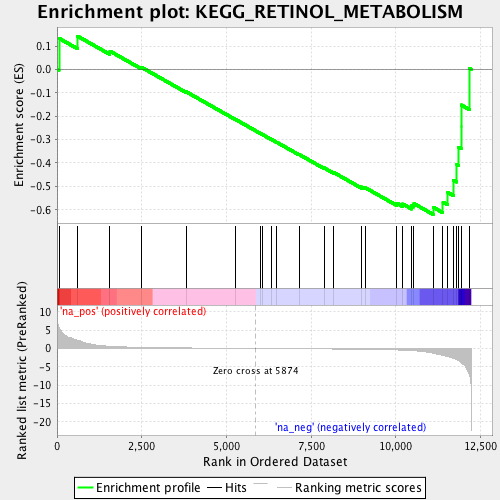 Enrichment plot: KEGG_RETINOL_METABOLISM
Enrichment score (ES)
0.1
0.0
-0.1
-0.2
-0.3
-0.4
-0.5
-0.6
Ranked list metric (PreRanked)
'na_pos' (positively correlated)
10
5
0
-5
-10
-15
-20
Zero cross at 5874
'na_neg' (negatively correlated)
0
2,500
5,000
7,500
10,000
12,500
Rank in Ordered Dataset
Enrichment profile
Hits
Ranking metric scores